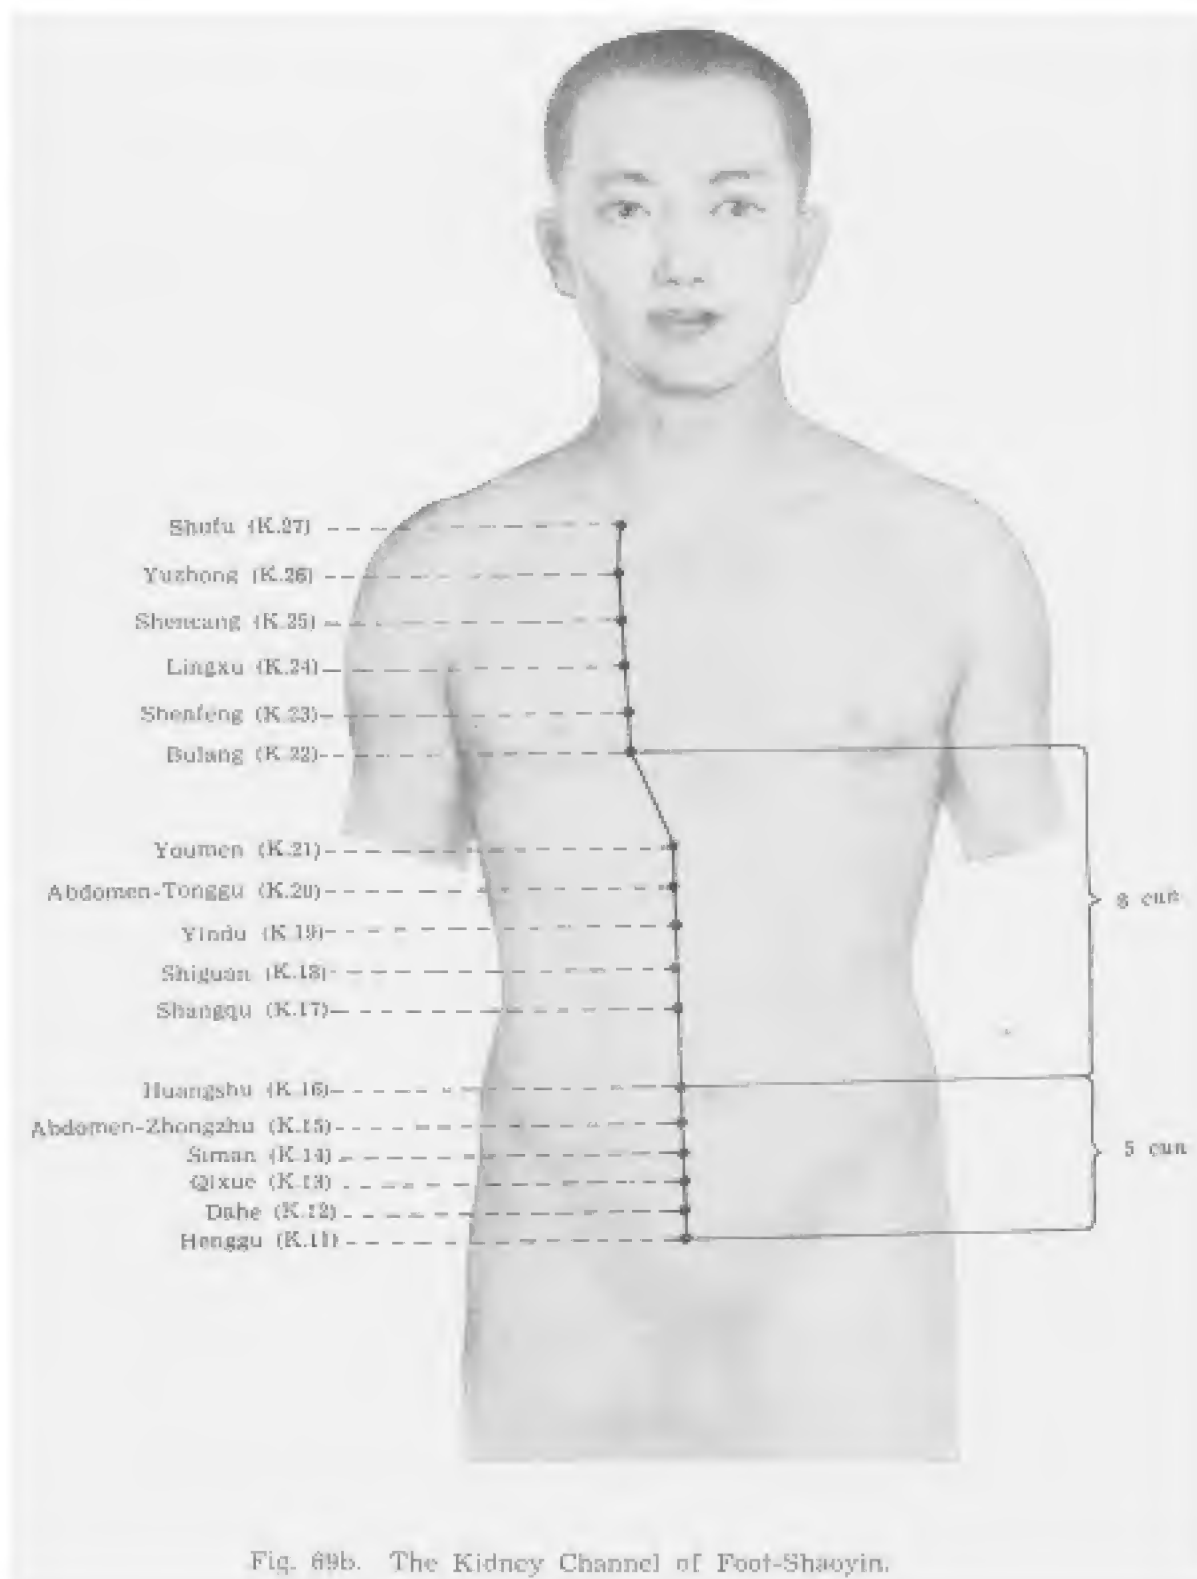 Shufu (K.27)
Yuzhong (K.26)
Shencang (K.25)
Lingxu (K.24)
Shenfeng (K.23)
Bulang (K.22)
Youmen (K.21)
Abdomen-Tonggu (K.20)
Yindu (K.19)
Shiguan (K.18)
Shangqu (K.17)
Huangshu (K.16)
Abdomen-Zhongzhu (K.15)
Siman (K.14)
Qixue (K.13)
Dahe (K.12)
Henggu (K.11)
8 cun
5 cun
Fig. 69b. The Kidney Channel of Foot-Shaoyin.